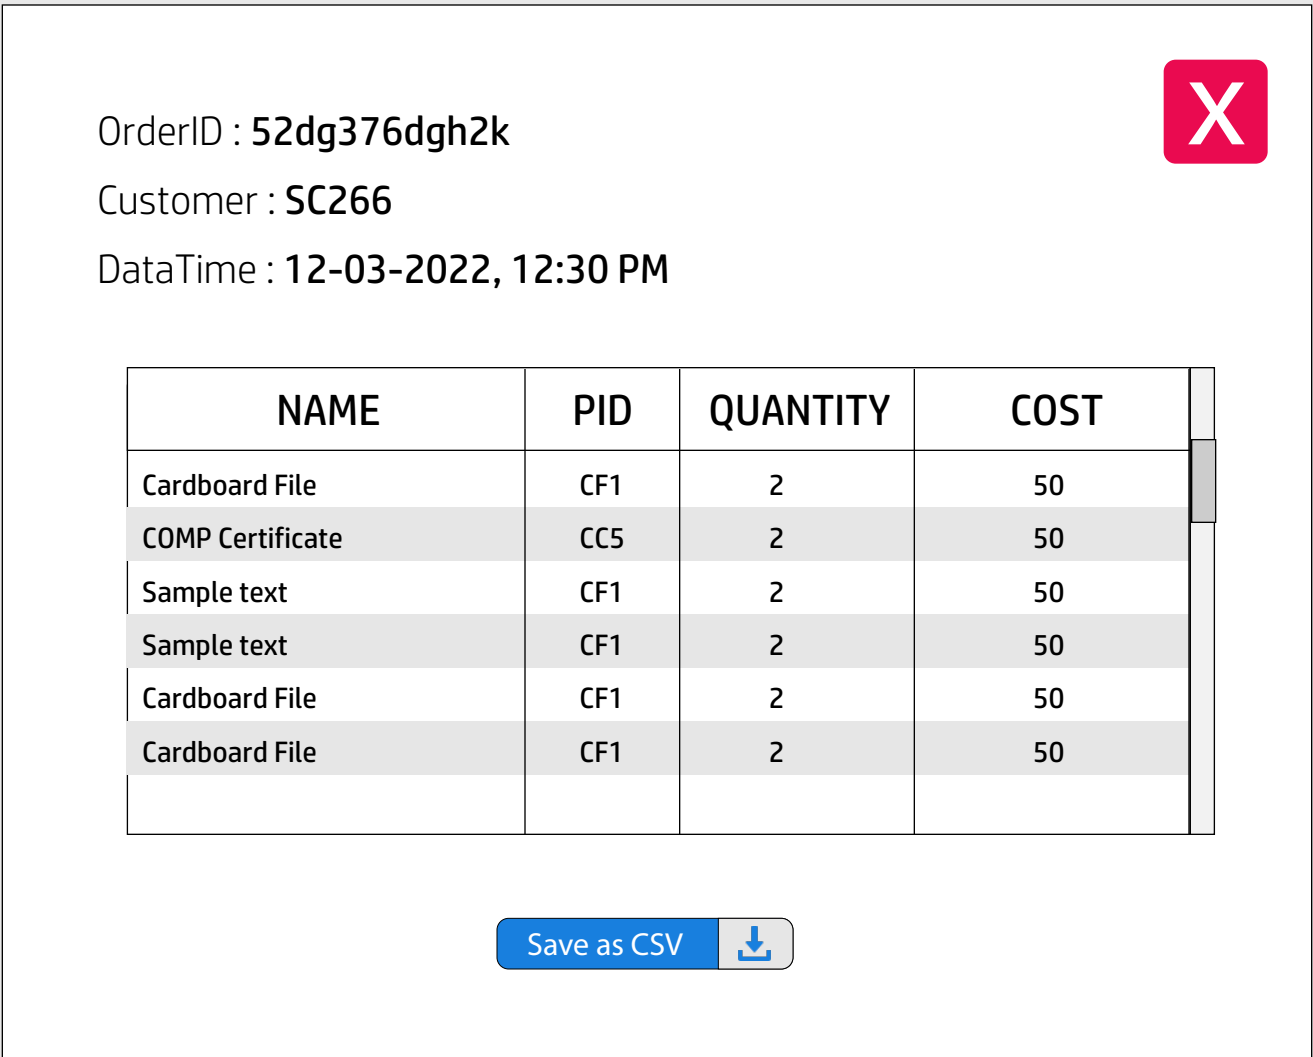 X
OrderID : 52dg376dgh2k
Customer : SC266
DataTime : 12-03-2022, 12:30 PM
NAME PID QUANTITY COST
Cardboard File CF1 2 50
COMP Certificate CC5 2 50
Sample text CF1 2 50
Sample text CF1 2 50
Cardboard File CF1 2 50
Cardboard File CF1 2 50
Save as CSV